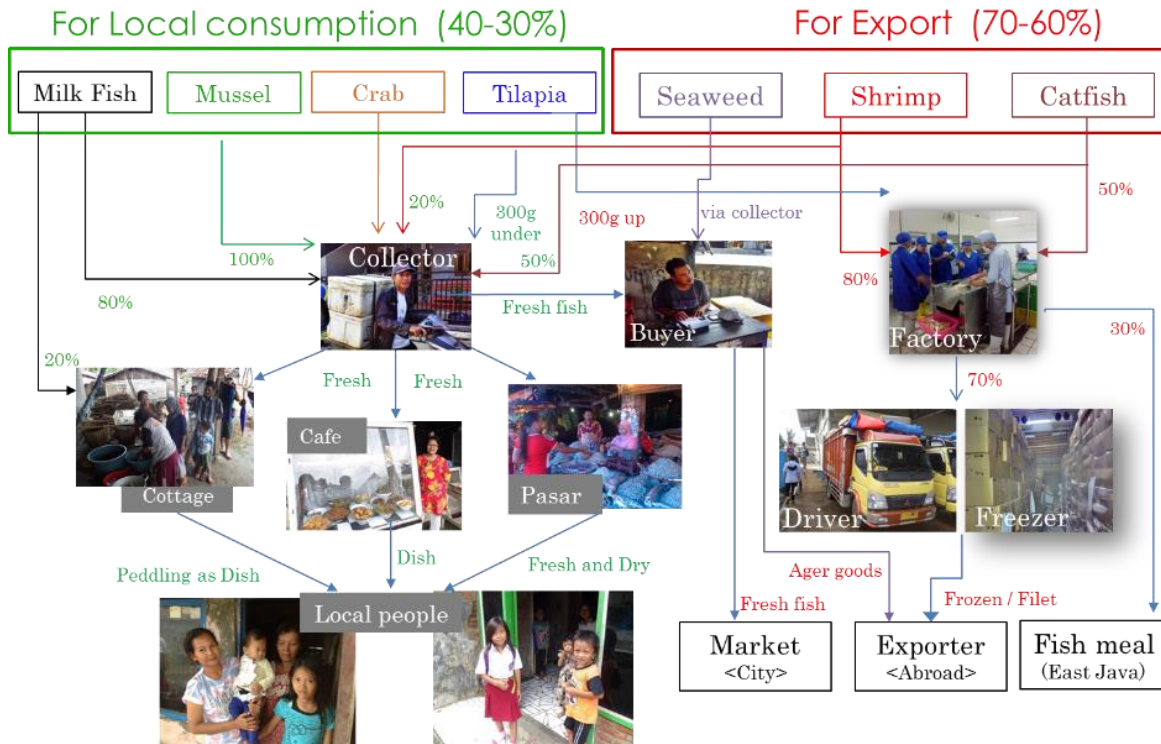 For Local consumption (40-30%)
For Export (70-60%)
Milk Fish
Mussel
Crab
Tilapia
Seaweed
Shrimp
Catfish
20%
300g
under
300g up
via collector
50%
Collector
100%
50%
80%
80%
Fresh fish
Buyer
Factory
30%
20%
Fresh
Fresh
70%
Cafe
Cottage
Pasar
Driver
Freezer
Peddling as Dish
Dish
Fresh and Dry
Ager goods
Local people
Fresh fish
Frozen / Filet
Market
<City>
Exporter
<Abroad>
Fish meal
(East Java)